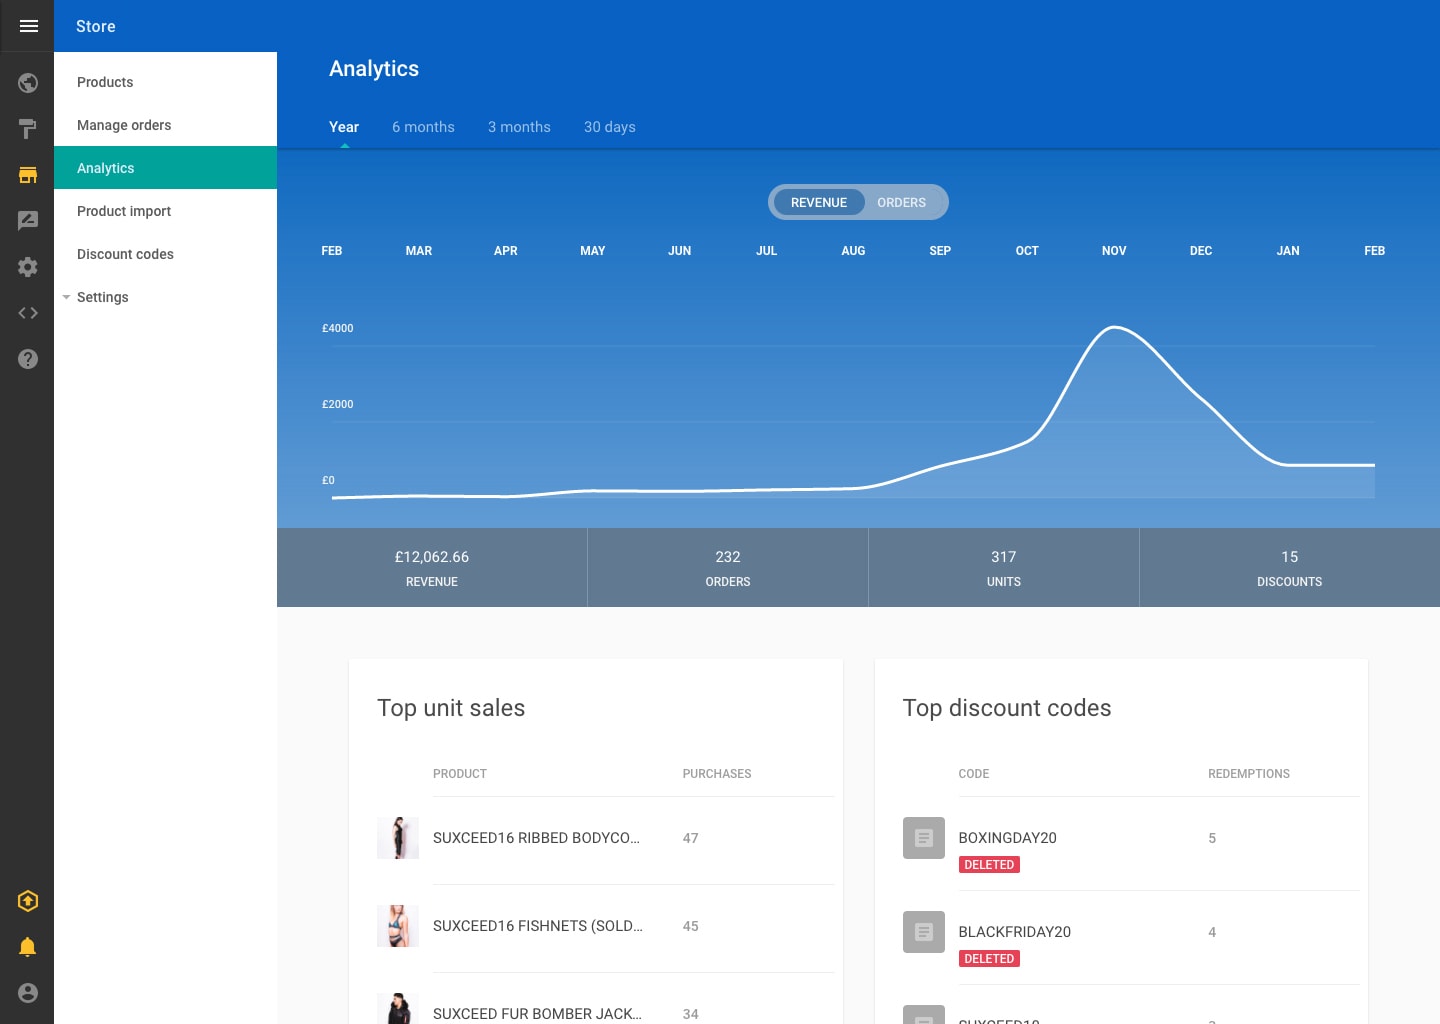 Store
Products
Manage orders
Analytics
Product import
Discount codes
Settings
Analytics
Year 6 months 3 months 30 days
REVENUE ORDERS
FEB MAR APR MAY JUN JUL AUG SEP OCT NOV DEC JAN FEB
£4000
£2000
£0
£12,062.66 232 317 15
REVENUE ORDERS UNITS DISCOUNTS
Top unit sales
PRODUCT PURCHASES
SUXCEED16 RIBBED BODYCO... 47
SUXCEED16 FISHNETS (SOLD... 45
SUXCEED FUR BOMBER JACK... 34
Top discount codes
CODE REDEMPTIONS
BOXINGDAY20 5
DELETED
BLACKFRIDAY20 4
DELETED